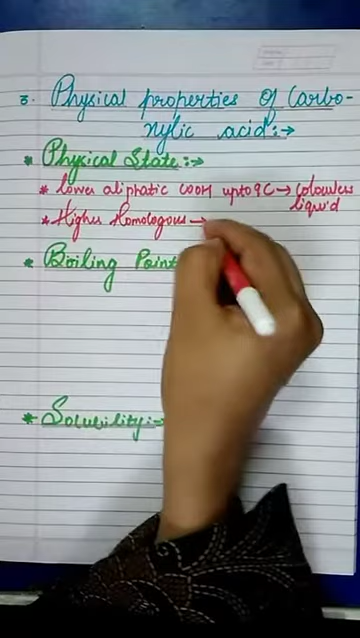 3. Physical properties of Carbo-
nylic acid:→
* Physical State:→
* lower aliphatic COOH upto 9C → Colourless
liquid
* Higher Homologous →
* Boiling Point
* Solubility:→